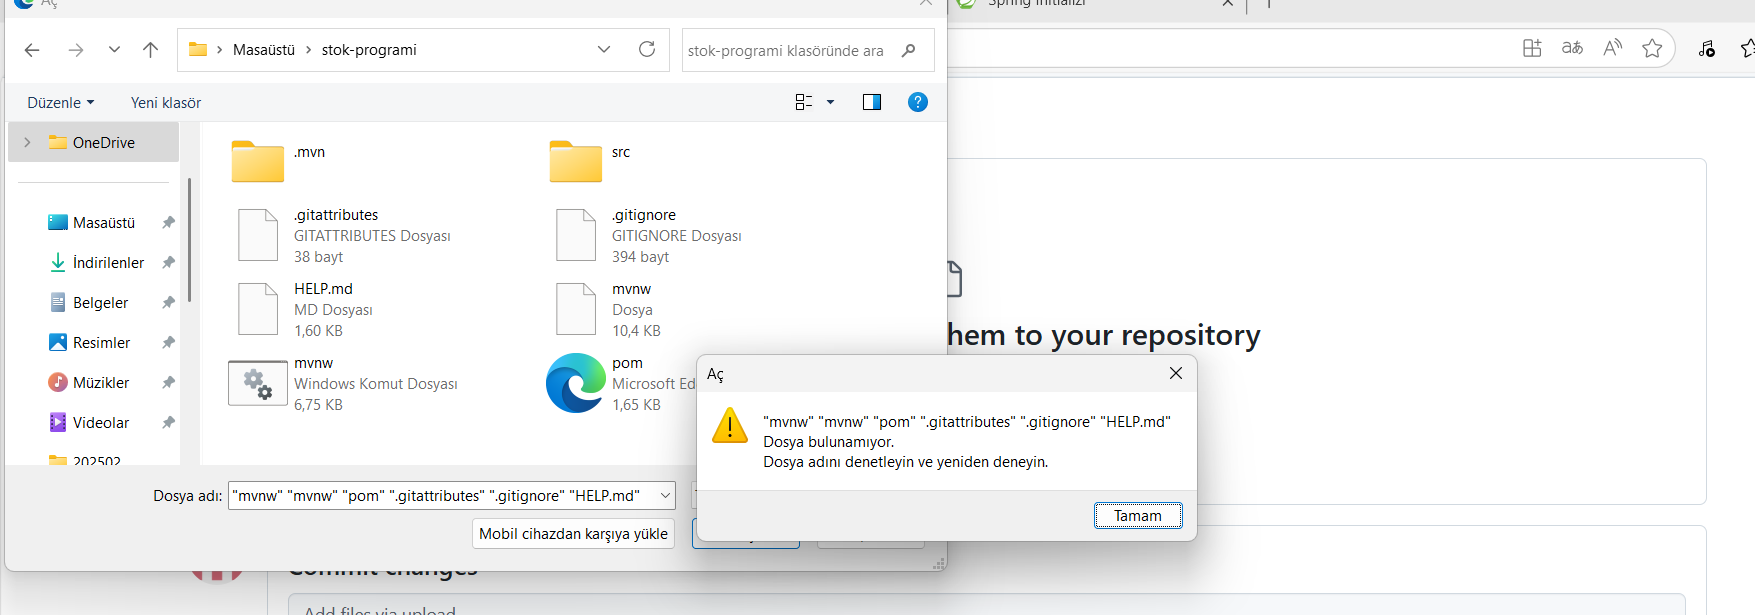 Aç
Spring Initializr
Masaüstü
stok-programi
stok-programi klasöründe ara
Düzenle
Yeni klasör
OneDrive
Masaüstü
İndirilenler
Belgeler
Resimler
Müzikler
Videolar
202502
.mvn
src
.gitattributes
GITATTRIBUTES Dosyası
38 bayt
.gitignore
GITIGNORE Dosyası
394 bayt
HELP.md
MD Dosyası
1,60 KB
mvnw
Dosya
10,4 KB
mvnw
Windows Komut Dosyası
6,75 KB
pom
Microsoft Ed
1,65 KB
hem to your repository
Aç
"mvnw" "mvnw" "pom" ".gitattributes" ".gitignore" "HELP.md"
Dosya bulunamıyor.
Dosya adını denetleyin ve yeniden deneyin.
Tamam
Dosya adı:
"mvnw" "mvnw" "pom" ".gitattributes" ".gitignore" "HELP.md"
Mobil cihazdan karşıya yükle
Commit changes
Add files via upload